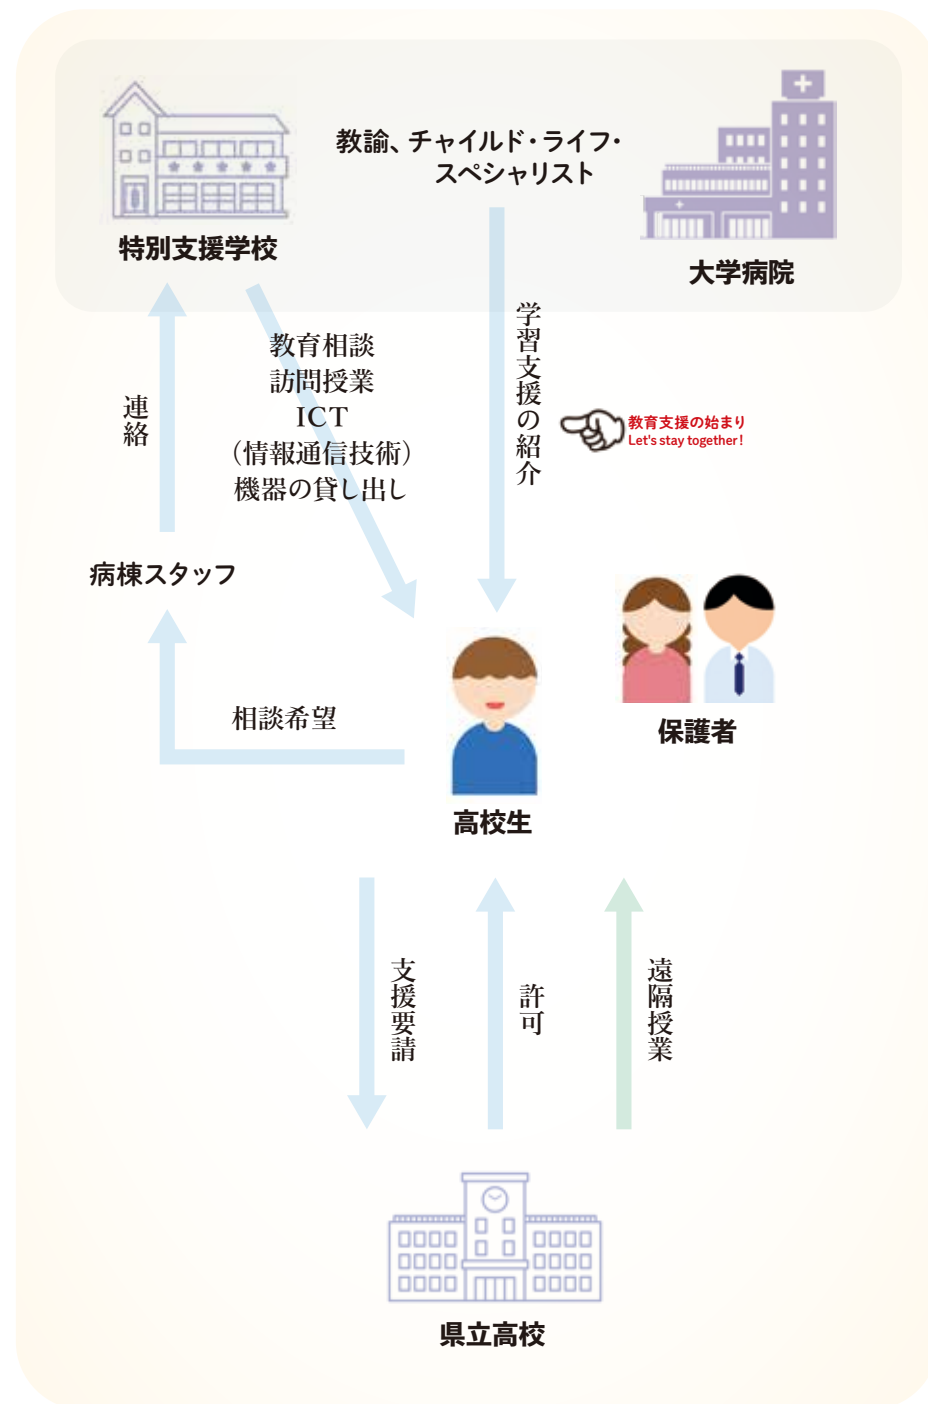 教諭、チャイルド・ライフ・
スペシャリスト
特別支援学校
大学病院
学習支援の紹介
教育相談
訪問授業
ICT
（情報通信技術）
機器の貸し出し
連絡
教育支援の始まり
Let's stay together!
病棟スタッフ
相談希望
保護者
高校生
支援要請
許可
遠隔授業
県立高校